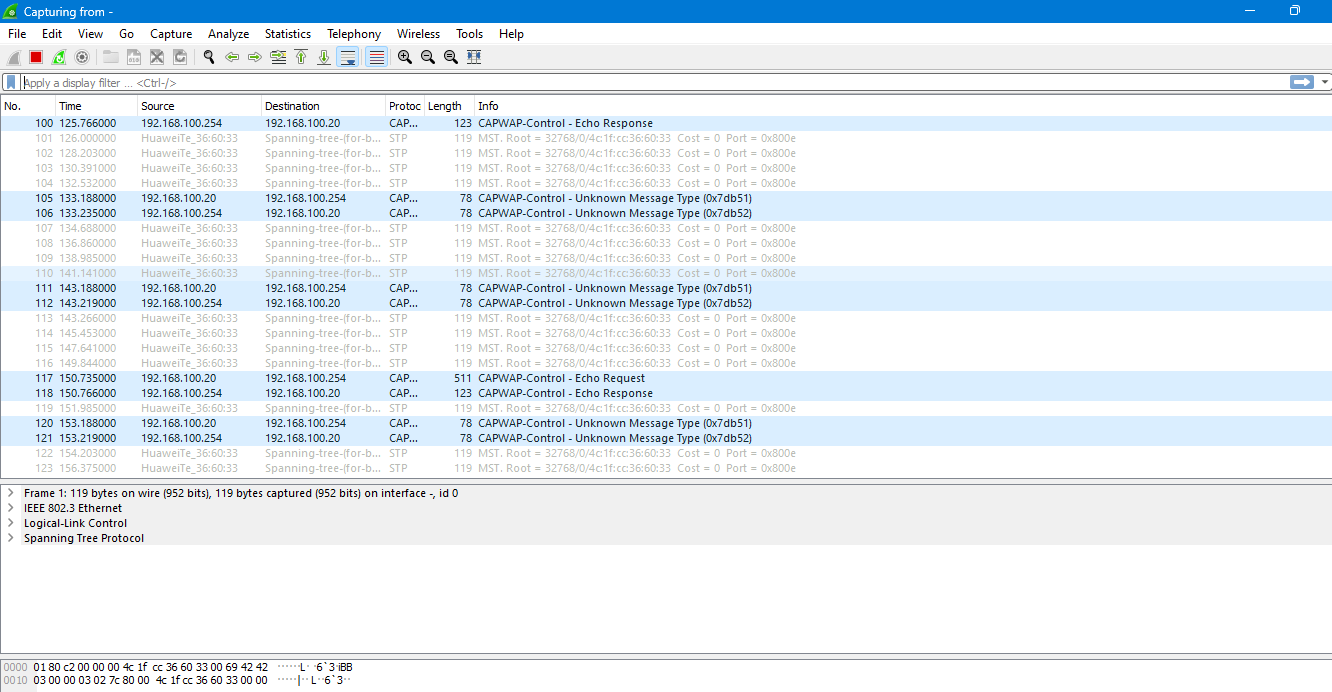 Capturing from -
File Edit View Go Capture Analyze Statistics Telephony Wireless Tools Help
Apply a display filter ... <Ctrl-/>
No. Time Source Destination Protoc Length Info
100 125.766000 192.168.100.254 192.168.100.20 CAP... 123 CAPWAP-Control - Echo Response
101 126.000000 HuaweiTe_36:60:33 Spanning-tree-(for-b... STP 119 MST. Root = 32768/0/4c:1f:cc:36:60:33 Cost = 0 Port = 0x800e
102 128.203000 HuaweiTe_36:60:33 Spanning-tree-(for-b... STP 119 MST. Root = 32768/0/4c:1f:cc:36:60:33 Cost = 0 Port = 0x800e
103 130.391000 HuaweiTe_36:60:33 Spanning-tree-(for-b... STP 119 MST. Root = 32768/0/4c:1f:cc:36:60:33 Cost = 0 Port = 0x800e
104 132.532000 HuaweiTe_36:60:33 Spanning-tree-(for-b... STP 119 MST. Root = 32768/0/4c:1f:cc:36:60:33 Cost = 0 Port = 0x800e
105 133.188000 192.168.100.20 192.168.100.254 CAP... 78 CAPWAP-Control - Unknown Message Type (0x7db51)
106 133.235000 192.168.100.254 192.168.100.20 CAP... 78 CAPWAP-Control - Unknown Message Type (0x7db52)
107 134.688000 HuaweiTe_36:60:33 Spanning-tree-(for-b... STP 119 MST. Root = 32768/0/4c:1f:cc:36:60:33 Cost = 0 Port = 0x800e
108 136.860000 HuaweiTe_36:60:33 Spanning-tree-(for-b... STP 119 MST. Root = 32768/0/4c:1f:cc:36:60:33 Cost = 0 Port = 0x800e
109 138.985000 HuaweiTe_36:60:33 Spanning-tree-(for-b... STP 119 MST. Root = 32768/0/4c:1f:cc:36:60:33 Cost = 0 Port = 0x800e
110 141.141000 HuaweiTe_36:60:33 Spanning-tree-(for-b... STP 119 MST. Root = 32768/0/4c:1f:cc:36:60:33 Cost = 0 Port = 0x800e
111 143.188000 192.168.100.20 192.168.100.254 CAP... 78 CAPWAP-Control - Unknown Message Type (0x7db51)
112 143.219000 192.168.100.254 192.168.100.20 CAP... 78 CAPWAP-Control - Unknown Message Type (0x7db52)
113 143.266000 HuaweiTe_36:60:33 Spanning-tree-(for-b... STP 119 MST. Root = 32768/0/4c:1f:cc:36:60:33 Cost = 0 Port = 0x800e
114 145.453000 HuaweiTe_36:60:33 Spanning-tree-(for-b... STP 119 MST. Root = 32768/0/4c:1f:cc:36:60:33 Cost = 0 Port = 0x800e
115 147.641000 HuaweiTe_36:60:33 Spanning-tree-(for-b... STP 119 MST. Root = 32768/0/4c:1f:cc:36:60:33 Cost = 0 Port = 0x800e
116 149.844000 HuaweiTe_36:60:33 Spanning-tree-(for-b... STP 119 MST. Root = 32768/0/4c:1f:cc:36:60:33 Cost = 0 Port = 0x800e
117 150.735000 192.168.100.20 192.168.100.254 CAP... 511 CAPWAP-Control - Echo Request
118 150.766000 192.168.100.254 192.168.100.20 CAP... 123 CAPWAP-Control - Echo Response
119 151.985000 HuaweiTe_36:60:33 Spanning-tree-(for-b... STP 119 MST. Root = 32768/0/4c:1f:cc:36:60:33 Cost = 0 Port = 0x800e
120 153.188000 192.168.100.20 192.168.100.254 CAP... 78 CAPWAP-Control - Unknown Message Type (0x7db51)
121 153.219000 192.168.100.254 192.168.100.20 CAP... 78 CAPWAP-Control - Unknown Message Type (0x7db52)
122 154.203000 HuaweiTe_36:60:33 Spanning-tree-(for-b... STP 119 MST. Root = 32768/0/4c:1f:cc:36:60:33 Cost = 0 Port = 0x800e
123 156.375000 HuaweiTe_36:60:33 Spanning-tree-(for-b... STP 119 MST. Root = 32768/0/4c:1f:cc:36:60:33 Cost = 0 Port = 0x800e
Frame 1: 119 bytes on wire (952 bits), 119 bytes captured (952 bits) on interface -, id 0
IEEE 802.3 Ethernet
Logical-Link Control
Spanning Tree Protocol
0000 01 80 c2 00 00 00 4c 1f cc 36 60 33 00 69 42 42 ······L· ·6`3·iBB
0010 03 00 00 03 02 7c 80 00 4c 1f cc 36 60 33 00 00 ·····|·· L··6`3··